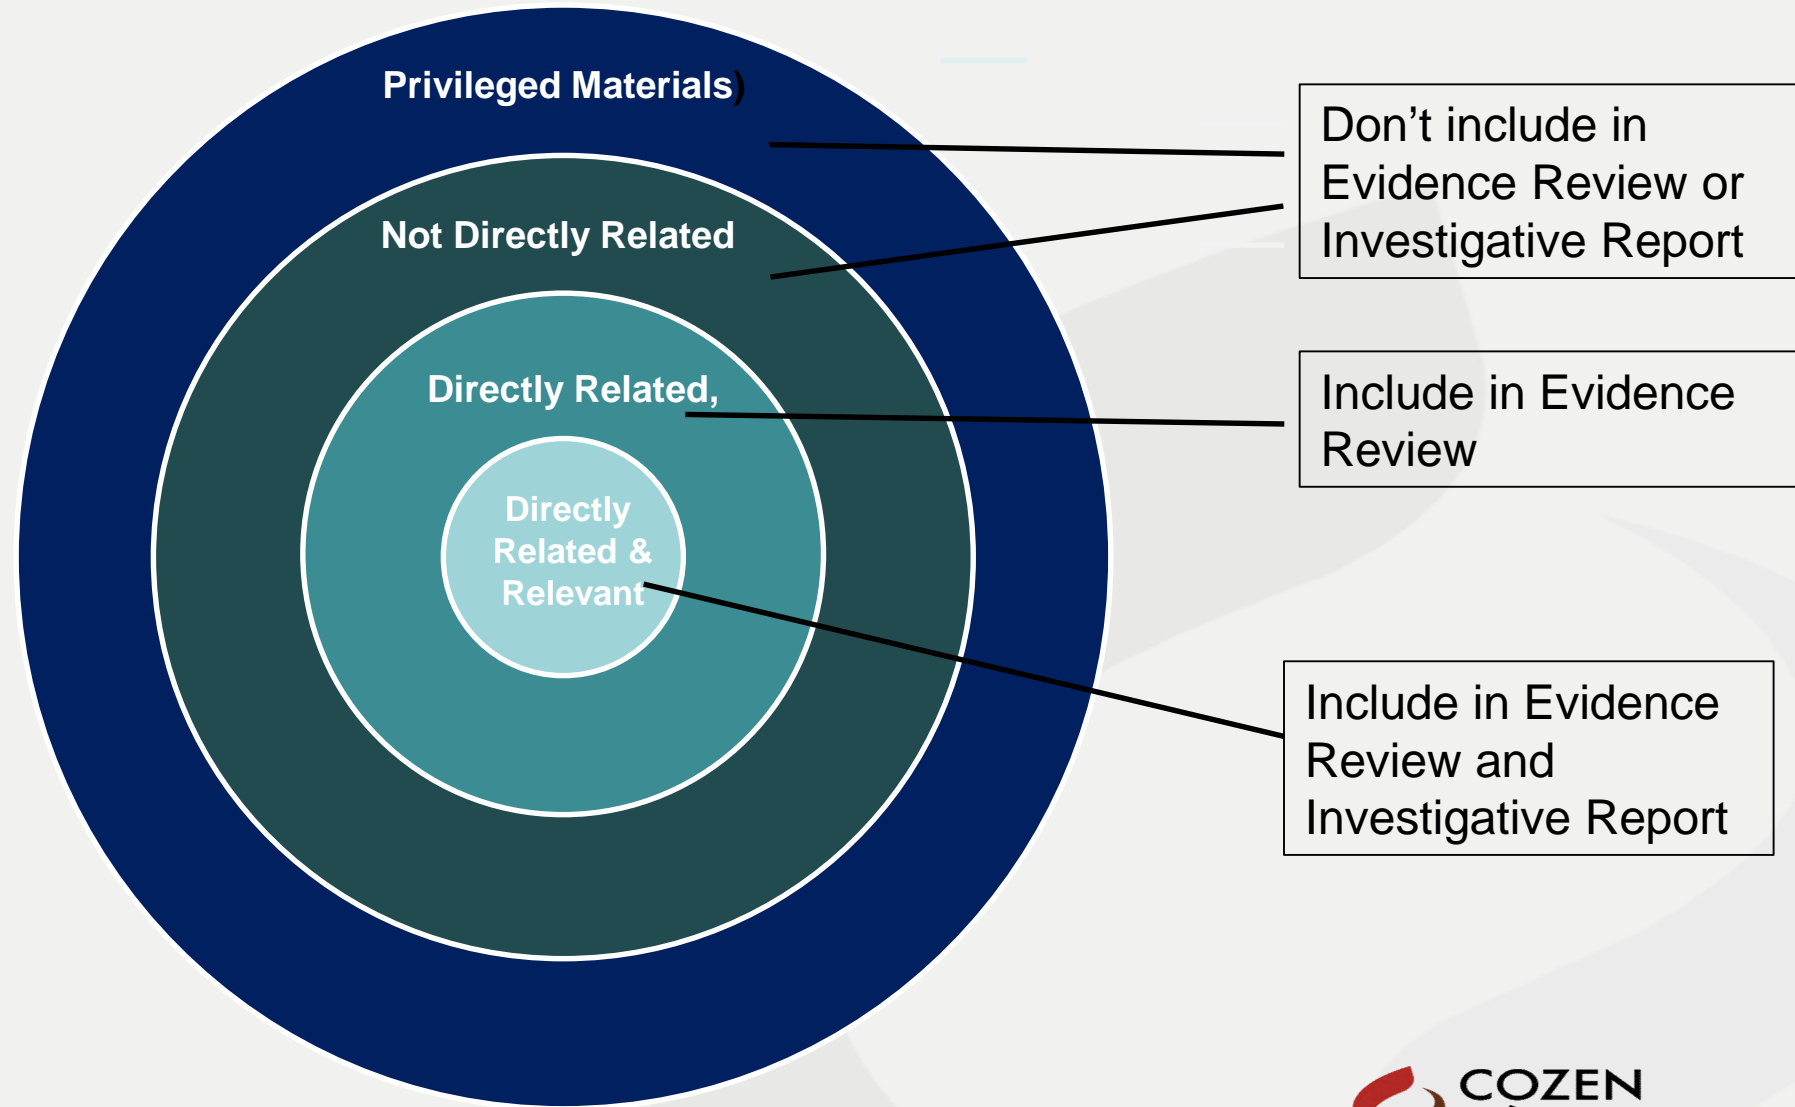 Privileged Materials)
Not Directly Related
Directly Related,
Directly
Related &
Relevant
Don't include in
Evidence Review or
Investigative Report
Include in Evidence
Review
Include in Evidence
Review and
Investigative Report
COZEN